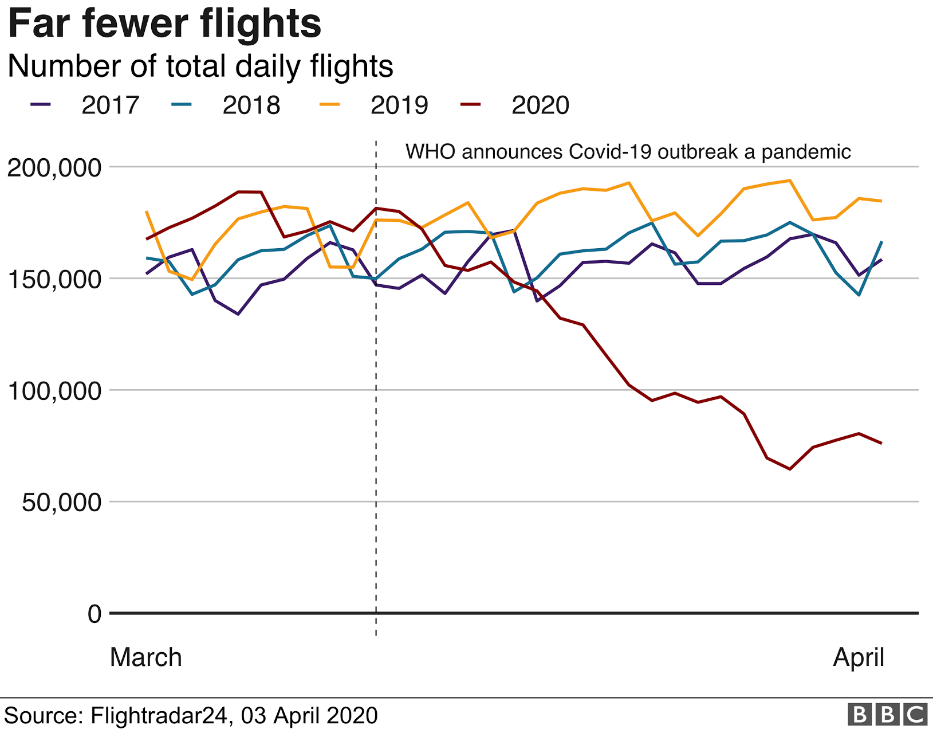 Far fewer flights
Number of total daily flights
2017 2018 2019 2020
WHO announces Covid-19 outbreak a pandemic
200,000
150,000
100,000
50,000
0
March April
Source: Flightradar24, 03 April 2020 BBC